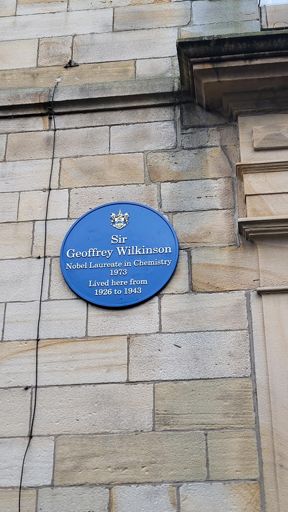 Sir
Geoffrey Wilkinson
Nobel Laureate in Chemistry
1973
Lived here from
1926 to 1943